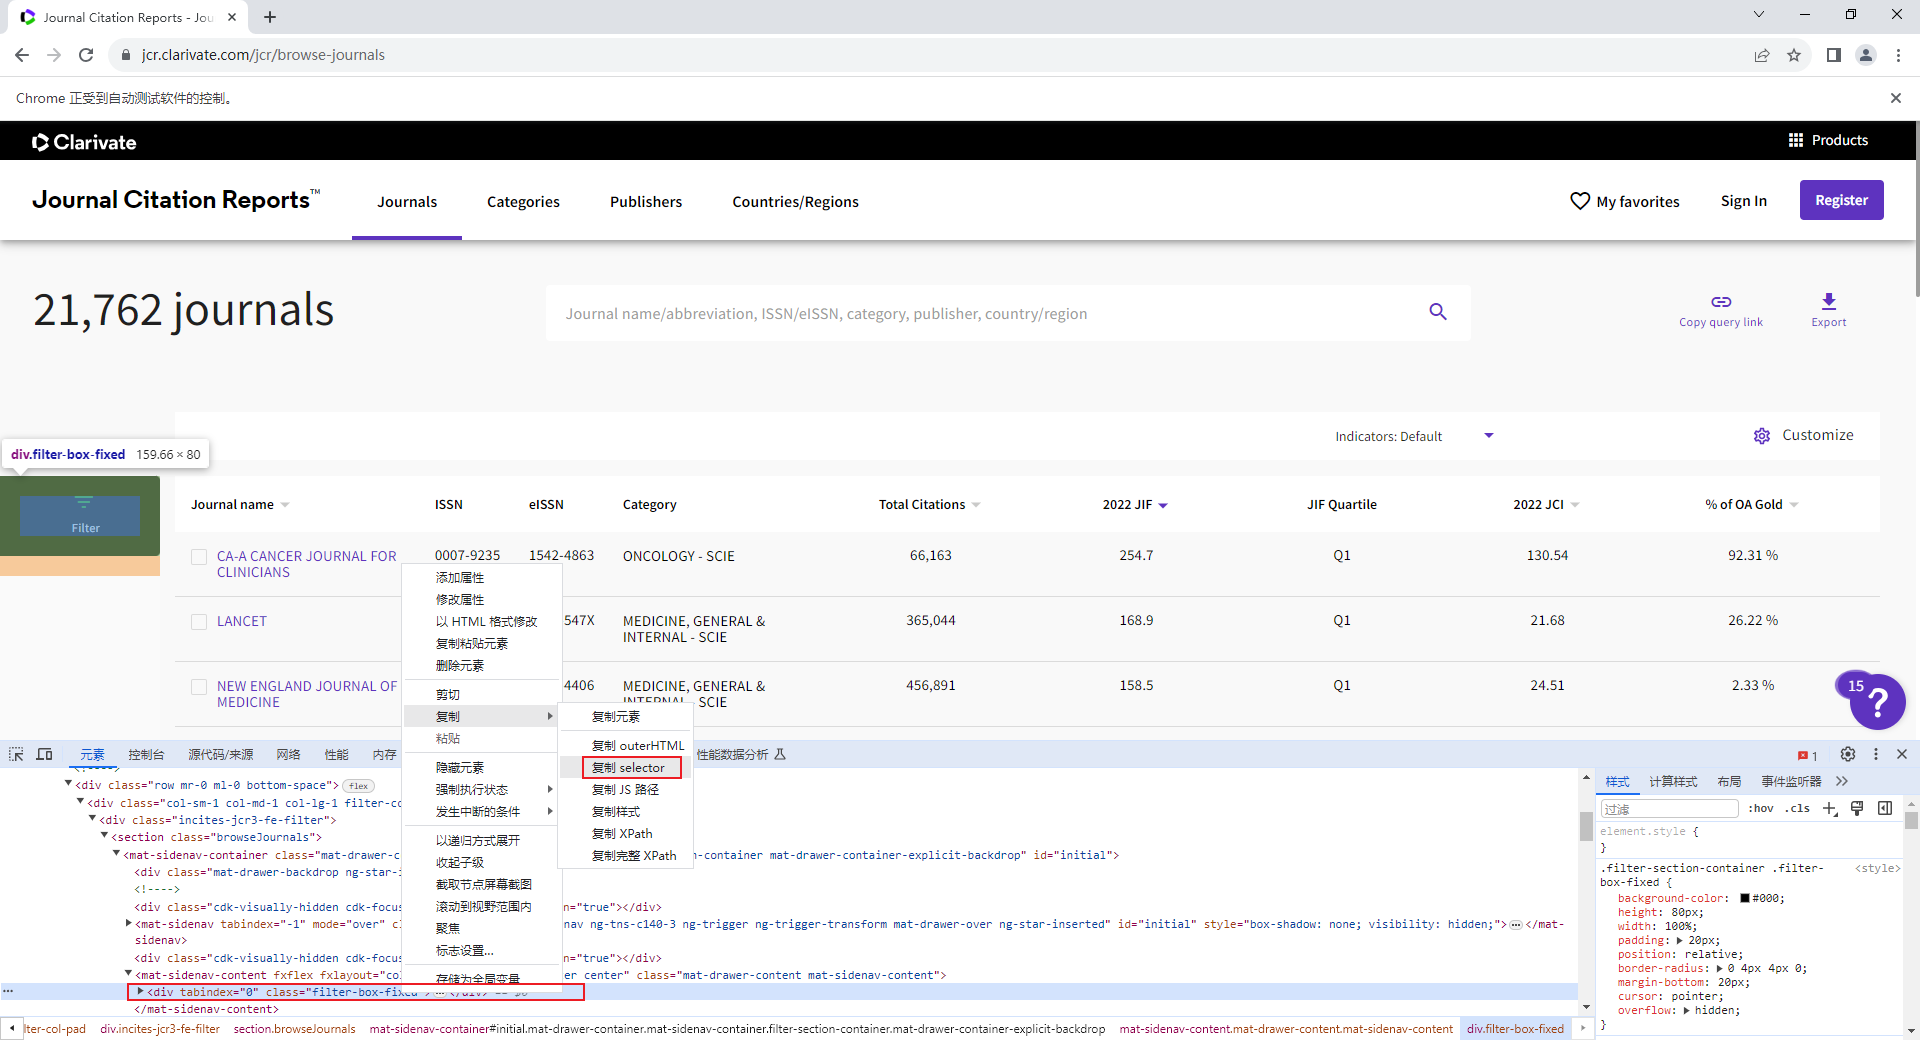 Journal Citation Reports - Jou
jcr.clarivate.com/jcr/browse-journals
Chrome 正受到自动测试软件的控制。
Clarivate
Products
Journal Citation Reports™
Journals
Categories
Publishers
Countries/Regions
My favorites
Sign In
Register
21,762 journals
Journal name/abbreviation, ISSN/eISSN, category, publisher, country/region
Copy query link
Export
Indicators: Default
Customize
div.filter-box-fixed 159.66 × 80
Filter
Journal name ISSN eISSN Category Total Citations 2022 JIF JIF Quartile 2022 JCI % of OA Gold
CA-A CANCER JOURNAL FOR CLINICIANS 0007-9235 1542-4863 ONCOLOGY - SCIE 66,163 254.7 Q1 130.54 92.31 %
LANCET 547X MEDICINE, GENERAL & INTERNAL - SCIE 365,044 168.9 Q1 21.68 26.22 %
NEW ENGLAND JOURNAL OF MEDICINE 4406 MEDICINE, GENERAL & INTERNAL - SCIE 456,891 158.5 Q1 24.51 2.33 %
15
?
添加属性
修改属性
以 HTML 格式修改
复制粘贴元素
删除元素
剪切
复制
粘贴
隐藏元素
强制执行状态
发生中断的条件
以递归方式展开
收起子级
截取节点屏幕截图
滚动到视野范围内
聚焦
标志设置...
存储为全局变量
复制元素
复制 outerHTML
复制 selector
复制 JS 路径
复制样式
复制 XPath
复制完整 XPath
元素 控制台 源代码/来源 网络 性能 内存
性能数据分析
1
<div class="row mr-0 ml-0 bottom-space"> flex
<div class="col-sm-1 col-md-1 col-lg-1 filter-co
<div class="incites-jcr3-fe-filter">
<section class="browseJournals">
<mat-sidenav-container class="mat-drawer-c n-container mat-drawer-container-explicit-backdrop" id="initial">
<div class="mat-drawer-backdrop ng-star-i
<!---->
<div class="cdk-visually-hidden cdk-focus n="true"></div>
<mat-sidenav tabindex="-1" mode="over" cl nav ng-tns-c140-3 ng-trigger ng-trigger-transform mat-drawer-over ng-star-inserted" id="initial" style="box-shadow: none; visibility: hidden;">…</mat-
sidenav>
<div class="cdk-visually-hidden cdk-focus n="true"></div>
<mat-sidenav-content fxflex fxlayout="col er center" class="mat-drawer-content mat-sidenav-content">
<div tabindex="0" class="filter-box-fixed">…</div> == $0
</mat-sidenav-content>
lter-col-pad div.incites-jcr3-fe-filter section.browseJournals mat-sidenav-container#initial.mat-drawer-container.mat-sidenav-container.filter-section-container.mat-drawer-container-explicit-backdrop mat-sidenav-content.mat-drawer-content.mat-sidenav-content div.filter-box-fixed
样式 计算样式 布局 事件监听器
过滤 :hov .cls
element.style {
}
.filter-section-container .filter- <style>
box-fixed {
background-color: #000;
height: 80px;
width: 100%;
padding: 20px;
position: relative;
border-radius: 0 4px 4px 0;
margin-bottom: 20px;
cursor: pointer;
overflow: hidden;
}